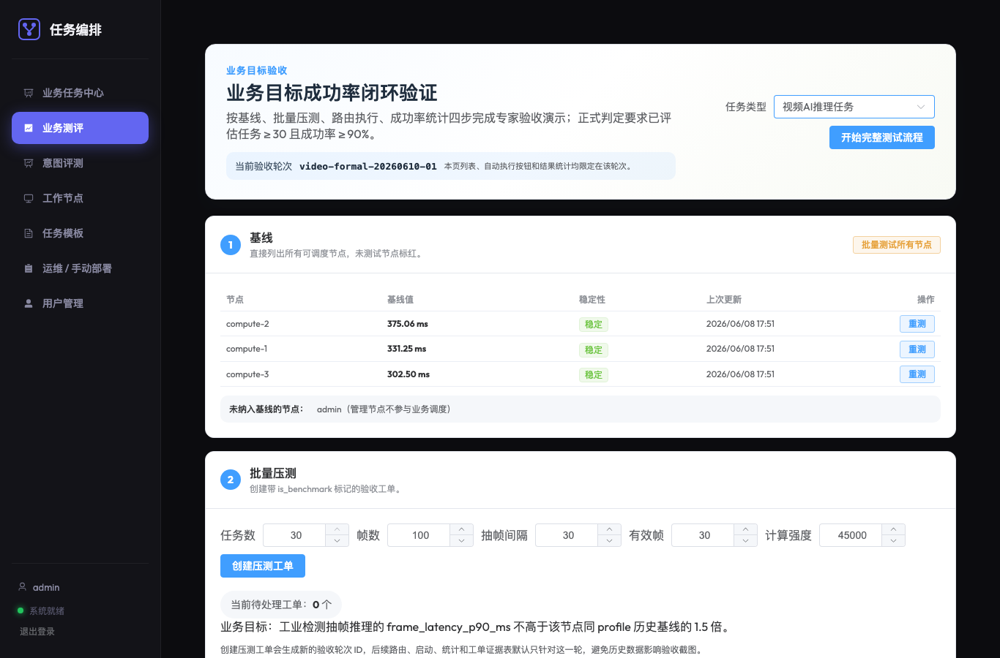 任务编排
业务任务中心
业务测评
意图评测
工作节点
任务模板
运维 / 手动部署
用户管理
admin
系统就绪
退出登录
业务目标验收
业务目标成功率闭环验证
按基线、批量压测、路由执行、成功率统计四步完成专家验收演示；正式判定要求已评
估任务 ≥ 30 且成功率 ≥ 90%。
当前验收轮次 video-formal-20260610-01 本页列表、自动执行按钮和结果统计均限定在该轮次。
任务类型 视频AI推理任务
开始完整测试流程
1 基线
直接列出所有可调度节点，未测试节点标红。
批量测试所有节点
节点 基线值 稳定性 上次更新 操作
compute-2 375.06 ms 稳定 2026/06/08 17:51 重测
compute-1 331.25 ms 稳定 2026/06/08 17:51 重测
compute-3 302.50 ms 稳定 2026/06/08 17:51 重测
未纳入基线的节点： admin（管理节点不参与业务调度）
2 批量压测
创建带 is_benchmark 标记的验收工单。
任务数 30 帧数 100 抽帧间隔 30 有效帧 30 计算强度 45000
创建压测工单
当前待处理工单：0 个
业务目标：工业检测抽帧推理的 frame_latency_p90_ms 不高于该节点同 profile 历史基线的 1.5 倍。
创建压测工单会生成新的验收轮次 ID，后续路由、启动、统计和工单证据表默认只针对这一轮，避免历史数据影响验收截图。